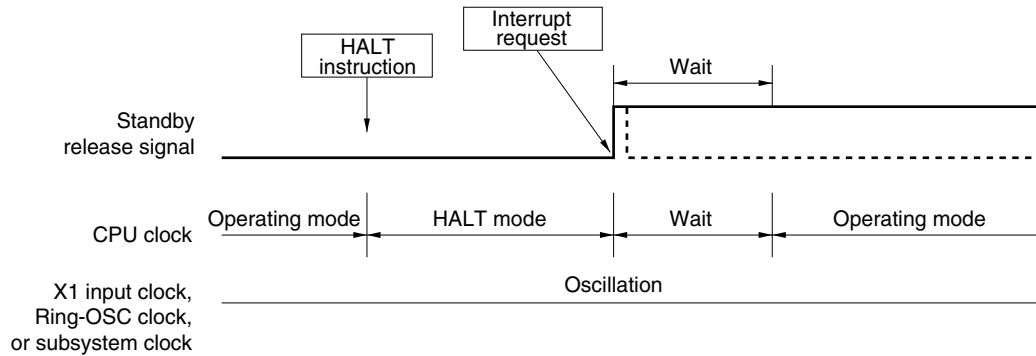 Interrupt
request
HALT
instruction
Wait
Standby
release signal
Operating mode
HALT mode
Wait
Operating mode
CPU clock
Oscillation
X1 input clock,
Ring-OSC clock,
or subsystem clock